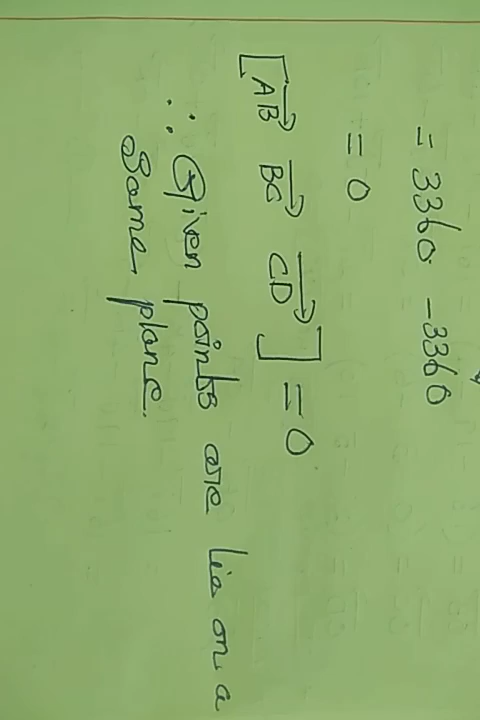 = 3360 - 3360
= 0
[AB→ BC→ CD→] = 0
∴ Given points are lie on a
Same plane.